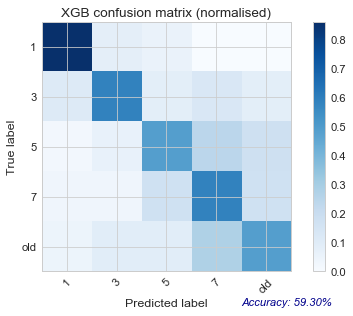 XGB confusion matrix (normalised)
True label
1
3
5
7
old
1
3
5
7
old
Predicted label
0.8
0.7
0.6
0.5
0.4
0.3
0.2
0.1
0.0
Accuracy: 59.30%